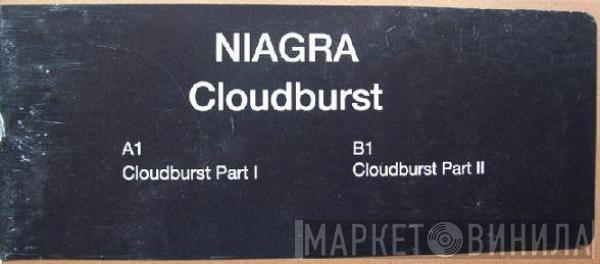 NIAGRA
Cloudburst
A1
Cloudburst Part I
B1
Cloudburst Part II
МАРКЕТ ВИНИЛА